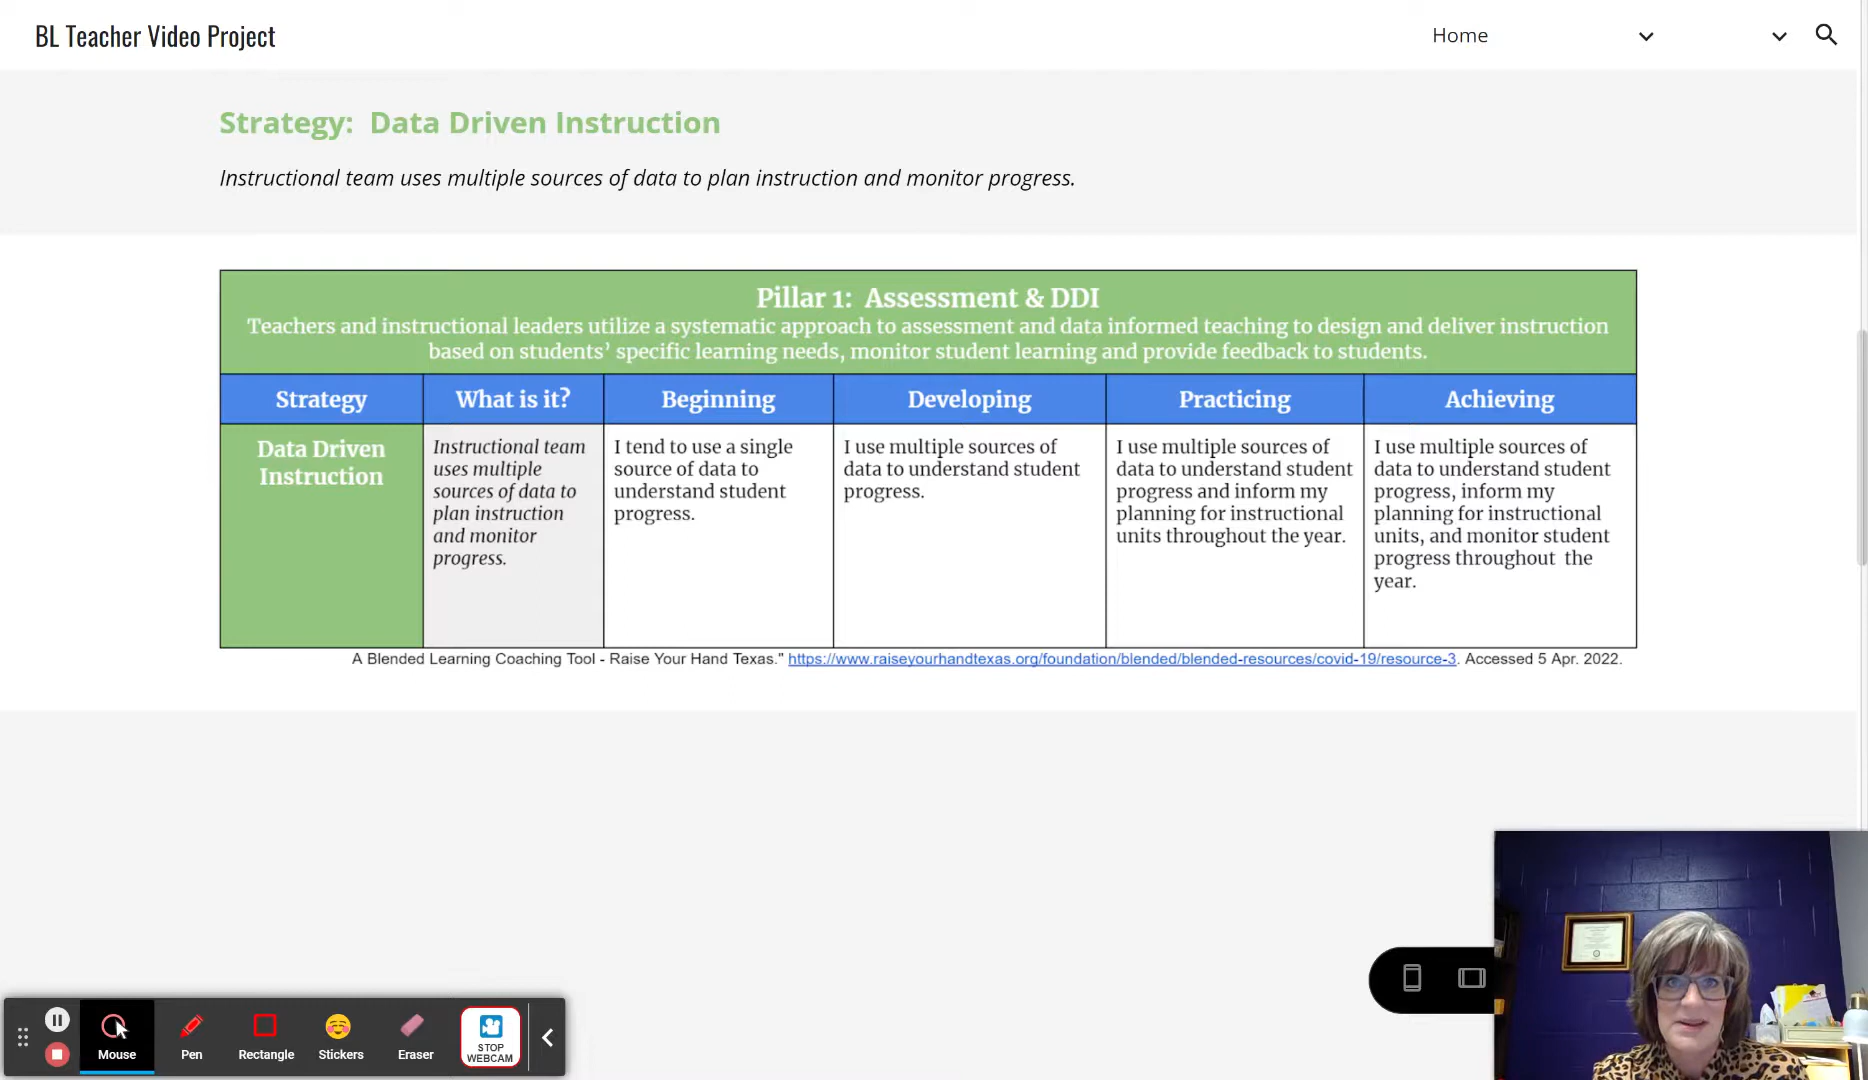 BL Teacher Video Project
Home
Strategy:  Data Driven Instruction
Instructional team uses multiple sources of data to plan instruction and monitor progress.
Pillar 1:  Assessment & DDI
Teachers and instructional leaders utilize a systematic approach to assessment and data informed teaching to design and deliver instruction
based on students’ specific learning needs, monitor student learning and provide feedback to students.
Strategy
What is it?
Beginning
Developing
Practicing
Achieving
Data Driven
Instruction
Instructional team
uses multiple
sources of data to
plan instruction
and monitor
progress.
I tend to use a single
source of data to
understand student
progress.
I use multiple sources of
data to understand student
progress.
I use multiple sources of
data to understand student
progress and inform my
planning for instructional
units throughout the year.
I use multiple sources of
data to understand student
progress, inform my
planning for instructional
units, and monitor student
progress throughout  the
year.
A Blended Learning Coaching Tool - Raise Your Hand Texas." https://www.raiseyourhandtexas.org/foundation/blended/blended-resources/covid-19/resource-3. Accessed 5 Apr. 2022.
Mouse
Pen
Rectangle
Stickers
Eraser
STOP
WEBCAM